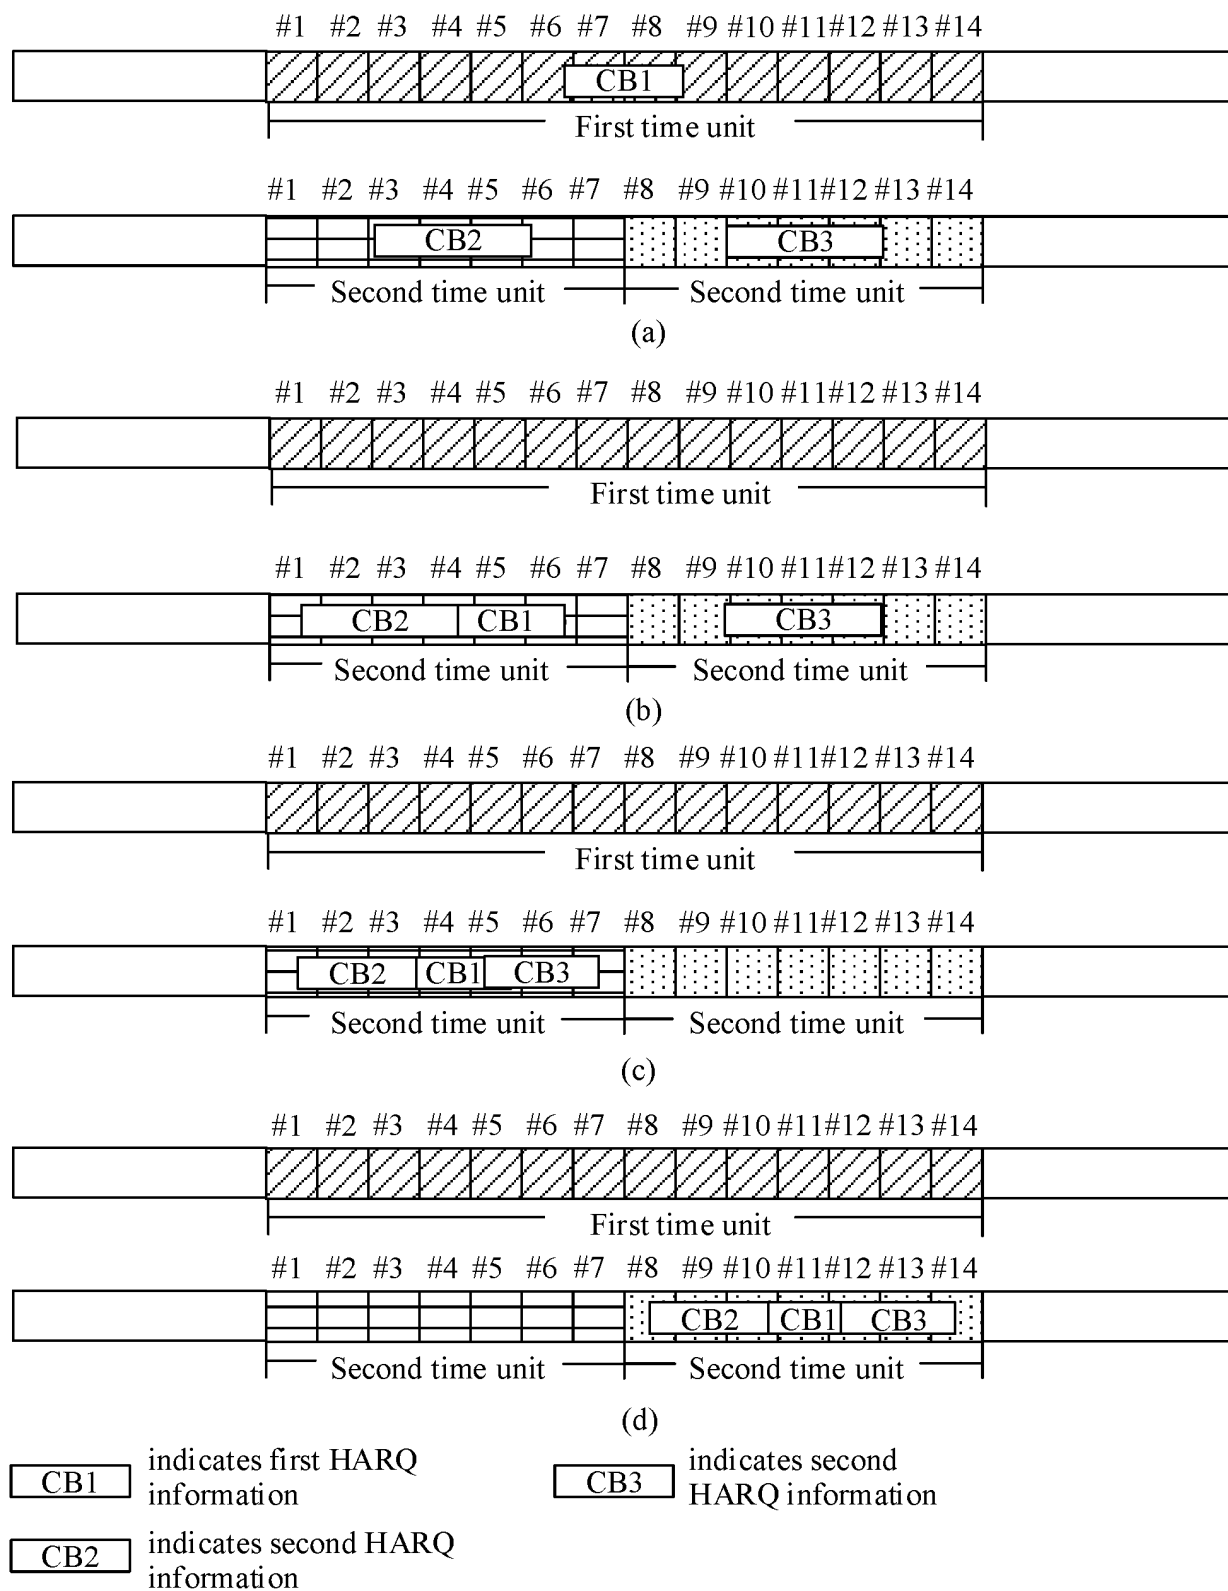 #1 #2 #3 #4 #5 #6 #7 #8 #9 #10 #11 #12 #13 #14
CB1
First time unit
#1 #2 #3 #4 #5 #6 #7 #8 #9 #10 #11 #12 #13 #14
CB2 CB3
Second time unit Second time unit
(a)
#1 #2 #3 #4 #5 #6 #7 #8 #9 #10 #11 #12 #13 #14
First time unit
#1 #2 #3 #4 #5 #6 #7 #8 #9 #10 #11 #12 #13 #14
CB2 CB1 CB3
Second time unit Second time unit
(b)
#1 #2 #3 #4 #5 #6 #7 #8 #9 #10 #11 #12 #13 #14
First time unit
#1 #2 #3 #4 #5 #6 #7 #8 #9 #10 #11 #12 #13 #14
CB2 CB1 CB3
Second time unit Second time unit
(c)
#1 #2 #3 #4 #5 #6 #7 #8 #9 #10 #11 #12 #13 #14
First time unit
#1 #2 #3 #4 #5 #6 #7 #8 #9 #10 #11 #12 #13 #14
CB2 CB1 CB3
Second time unit Second time unit
(d)
CB1 indicates first HARQ
information
CB3 indicates second
HARQ information
CB2 indicates second HARQ
information